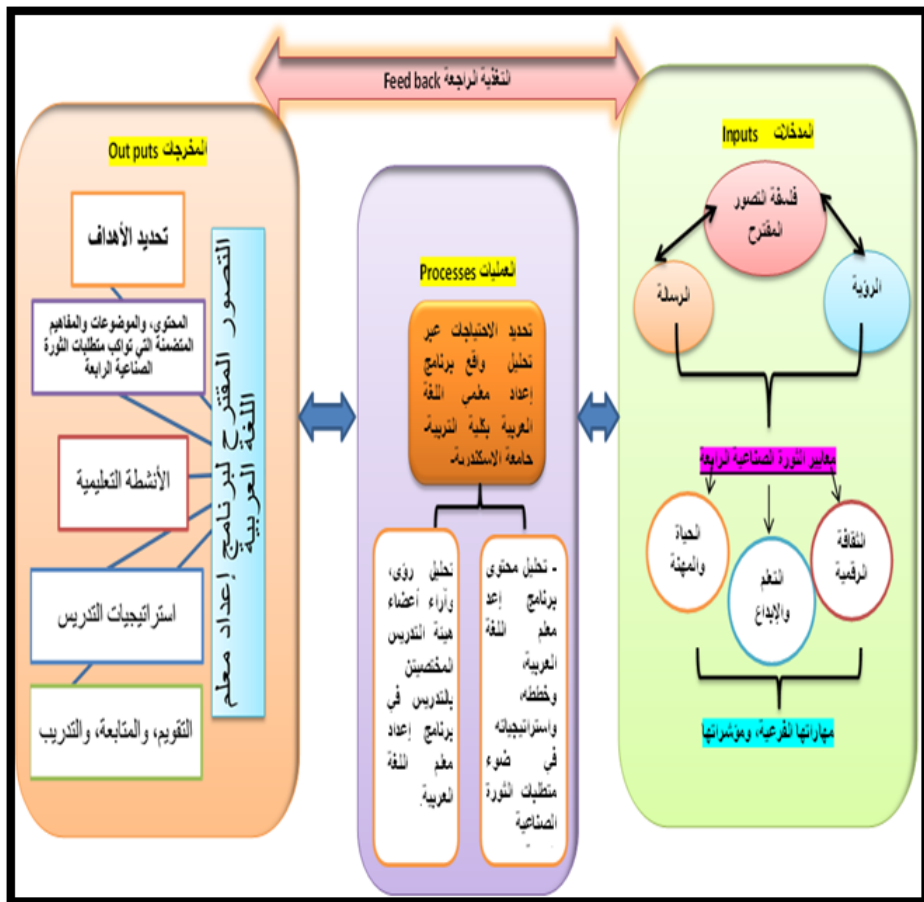 التغذية الراجعة Feed back
المدخلات Inputs
فلسفة التصور
المقترح
الرؤية
الرسالة
معايير الثورة الصناعية الرابعة
الثقافة
الرقمية
التعلم
والإبداع
الحياة
والمهنة
مهاراتها الفرعية، ومؤشراتها
العمليات Processes
تحديد الاحتياجات عبر
تحليل واقع برنامج
إعداد معلمي اللغة
العربية بكلية التربية-
جامعة الاسكندرية-
- تحليل محتوى
برنامج إعد
معلم اللغة
العربية،
وخططه،
واستراتيجياته
في ضوء
متطلبات الثورة
الصناعية
تحليل رؤى،
وآراء أعضاء
هيئة التدريس
المختصيتن
بالتدريس في
برنامج إعداد
معلم اللغة
العربية.
المخرجات Out puts
التصور المقترح لبرنامج إعداد معلم
اللغة العربية
تحديد الأهداف
المحتوى، والموضوعات والمفاهيم
المتضمنة التي تواكب متطلبات الثورة
الصناعية الرابعة
الأنشطة التعليمية
استراتيجيات التدريس
التقويم، والمتابعة، والتدريب